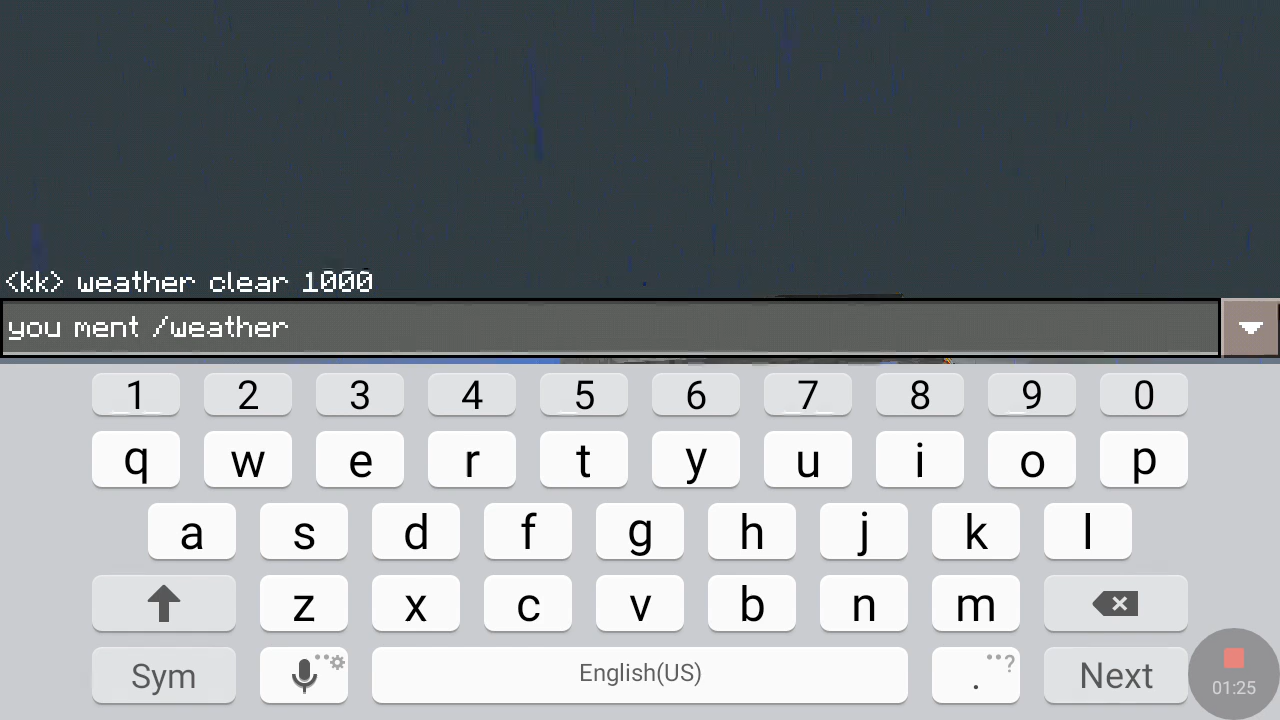 <kk> weather clear 1000
you ment /weather
1 2 3 4 5 6 7 8 9 0
q w e r t y u i o p
a s d f g h j k l
z x c v b n m
Sym English(US) . Next
01:25